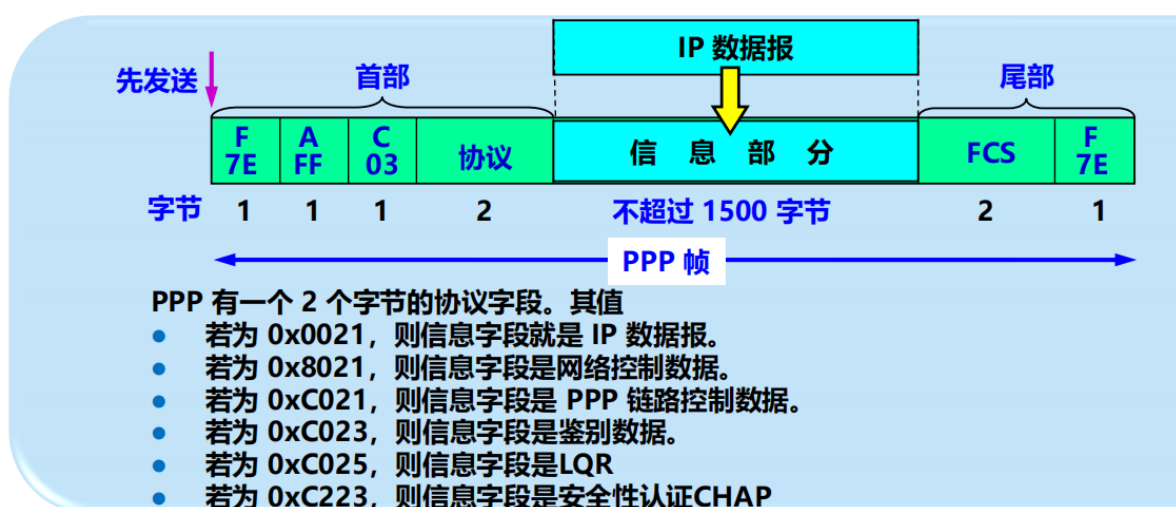 IP 数据报
先发送
首部
尾部
F
7E
A
FF
C
03
协议
信 息 部 分
FCS
F
7E
字节 1 1 1 2 不超过 1500 字节 2 1
PPP 帧
PPP 有一个 2 个字节的协议字段。其值
● 若为 0x0021，则信息字段就是 IP 数据报。
● 若为 0x8021，则信息字段是网络控制数据。
● 若为 0xC021，则信息字段是 PPP 链路控制数据。
● 若为 0xC023，则信息字段是鉴别数据。
● 若为 0xC025，则信息字段是LQR
● 若为 0xC223，则信息字段是安全性认证CHAP